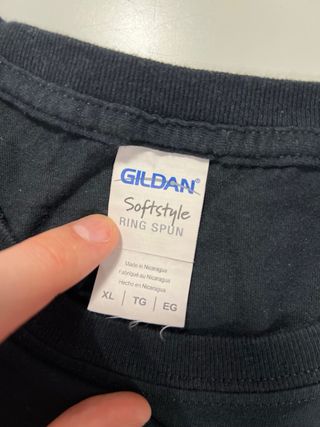 GILDAN®
Softstyle
RING SPUN
Made in Nicaragua
Fabriqué au Nicaragua
Hecho en Nicaragua
XL | TG | EG